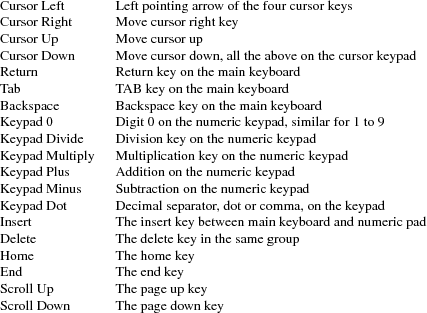 Cursor Left Left pointing arrow of the four cursor keys
Cursor Right Move cursor right key
Cursor Up Move cursor up
Cursor Down Move cursor down, all the above on the cursor keypad
Return Return key on the main keyboard
Tab TAB key on the main keyboard
Backspace Backspace key on the main keyboard
Keypad 0 Digit 0 on the numeric keypad, similar for 1 to 9
Keypad Divide Division key on the numeric keypad
Keypad Multiply Multiplication key on the numeric keypad
Keypad Plus Addition on the numeric keypad
Keypad Minus Subtraction on the numeric keypad
Keypad Dot Decimal separator, dot or comma, on the keypad
Insert The insert key between main keyboard and numeric pad
Delete The delete key in the same group
Home The home key
End The end key
Scroll Up The page up key
Scroll Down The page down key